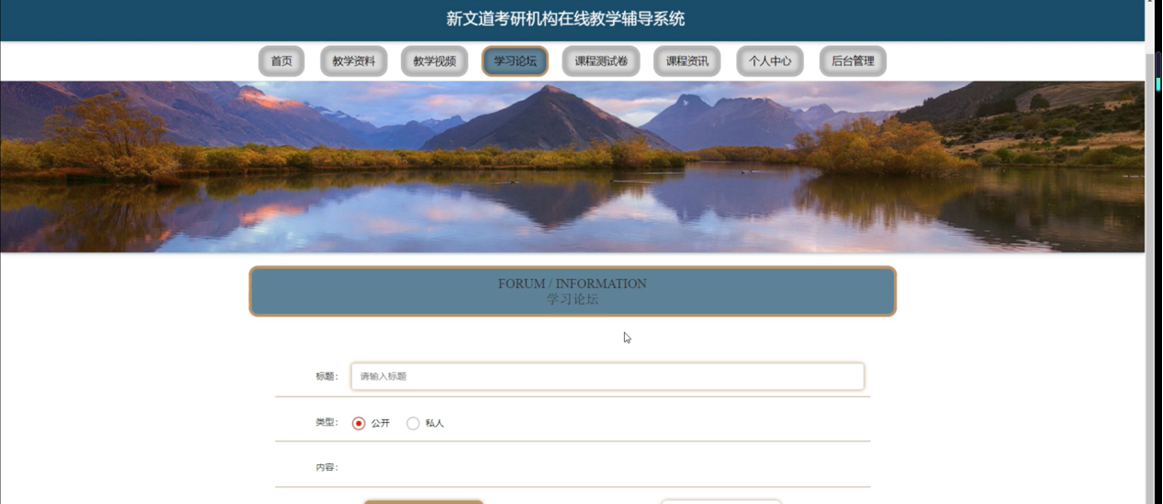 新文道考研机构在线教学辅导系统
首页 教学资料 教学视频 学习论坛 课程测试卷 课程资讯 个人中心 后台管理
FORUM / INFORMATION
学习论坛
标题： 请输入标题
类型： 公开 私人
内容：